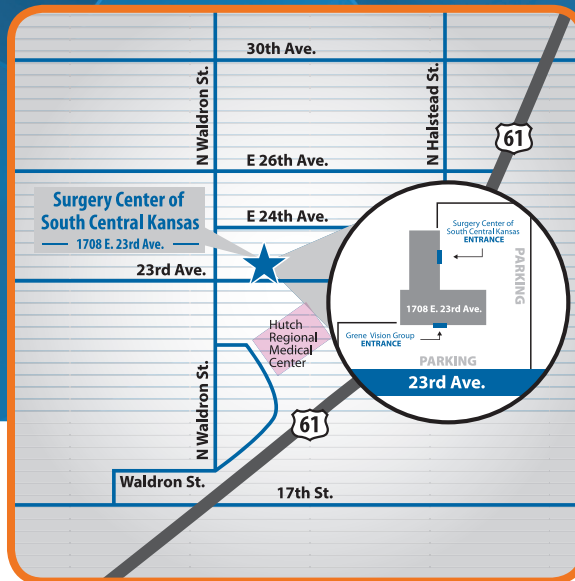 30th Ave.
N Waldron St.
N Halstead St.
61
E 26th Ave.
Surgery Center of
South Central Kansas
1708 E. 23rd Ave.
E 24th Ave.
23rd Ave.
Surgery Center of
South Central Kansas
ENTRANCE
PARKING
1708 E. 23rd Ave.
Grene Vision Group
ENTRANCE
PARKING
23rd Ave.
Hutch
Regional
Medical
Center
N Waldron St.
61
Waldron St.
17th St.